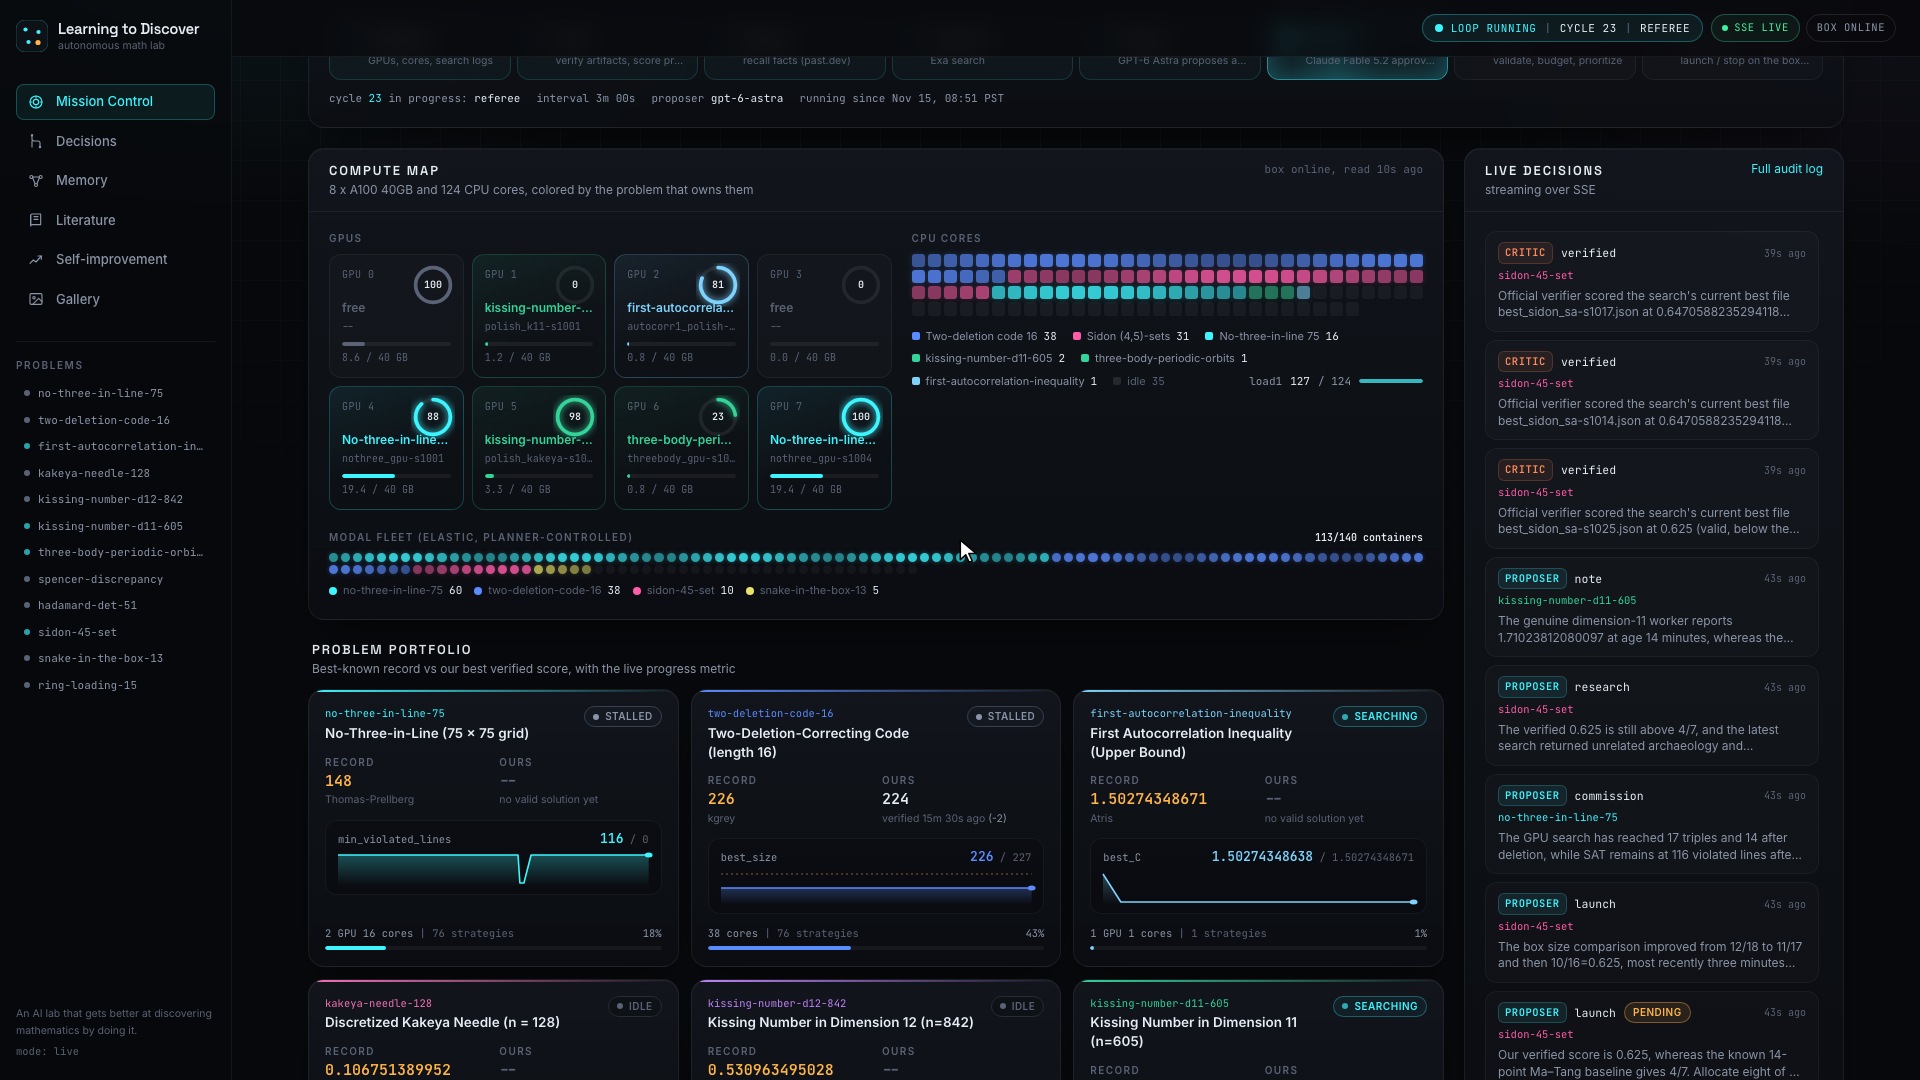 Learning to Discover
autonomous math lab
Mission Control
Decisions
Memory
Literature
Self-improvement
Gallery
PROBLEMS
no-three-in-line-75
two-deletion-code-16
first-autocorrelation-in…
kakeya-needle-128
kissing-number-d12-842
kissing-number-d11-605
three-body-periodic-orbi…
spencer-discrepancy
hadamard-det-51
sidon-45-set
snake-in-the-box-13
ring-loading-15
An AI lab that gets better at discovering
mathematics by doing it.
mode: live
LOOP RUNNING | CYCLE 23 | REFEREE
SSE LIVE
BOX ONLINE
GPUs, cores, search logs
verify artifacts, score pr…
recall facts (past.dev)
Exa search
GPT-6 Astra proposes a…
Claude Fable 5.2 approv…
validate, budget, prioritize
launch / stop on the box…
cycle 23 in progress: referee interval 3m 00s proposer gpt-6-astra running since Nov 15, 08:51 PST
COMPUTE MAP
box online, read 10s ago
8 x A100 40GB and 124 CPU cores, colored by the problem that owns them
GPUS
GPU 0
100
free
--
8.6 / 40 GB
GPU 1
0
kissing-number-…
polish_k11-s1001
1.2 / 40 GB
GPU 2
81
first-autocorrela…
autocorr1_polish-…
0.8 / 40 GB
GPU 3
0
free
--
0.0 / 40 GB
GPU 4
88
No-three-in-line…
nothree_gpu-s1001
19.4 / 40 GB
GPU 5
98
kissing-number-…
polish_kakeya-s10…
3.3 / 40 GB
GPU 6
23
three-body-peri…
threebody_gpu-s10…
0.8 / 40 GB
GPU 7
100
No-three-in-line…
nothree_gpu-s1004
19.4 / 40 GB
CPU CORES
Two-deletion code 16 38
Sidon (4,5)-sets 31
No-three-in-line 75 16
kissing-number-d11-605 2
three-body-periodic-orbits 1
first-autocorrelation-inequality 1
idle 35
load1 127 / 124
MODAL FLEET (ELASTIC, PLANNER-CONTROLLED)
113/140 containers
no-three-in-line-75 60
two-deletion-code-16 38
sidon-45-set 10
snake-in-the-box-13 5
PROBLEM PORTFOLIO
Best-known record vs our best verified score, with the live progress metric
no-three-in-line-75
STALLED
No-Three-in-Line (75 × 75 grid)
RECORD
OURS
148
--
Thomas-Prellberg
no valid solution yet
min_violated_lines
116 / 0
2 GPU 16 cores | 76 strategies
18%
two-deletion-code-16
STALLED
Two-Deletion-Correcting Code
(length 16)
RECORD
OURS
226
224
kgrey
verified 15m 30s ago (-2)
best_size
226 / 227
38 cores | 76 strategies
43%
first-autocorrelation-inequality
SEARCHING
First Autocorrelation Inequality
(Upper Bound)
RECORD
OURS
1.50274348671
--
Atris
no valid solution yet
best_C
1.50274348638 / 1.50274348671
1 GPU 1 cores | 1 strategies
1%
kakeya-needle-128
IDLE
Discretized Kakeya Needle (n = 128)
RECORD
OURS
0.106751389952
--
kissing-number-d12-842
IDLE
Kissing Number in Dimension 12 (n=842)
RECORD
OURS
0.530963495028
--
kissing-number-d11-605
SEARCHING
Kissing Number in Dimension 11
(n=605)
RECORD
OURS
LIVE DECISIONS
Full audit log
streaming over SSE
CRITIC verified 39s ago
sidon-45-set
Official verifier scored the search's current best file
best_sidon_sa-s1017.json at 0.6470588235294118…
CRITIC verified 39s ago
sidon-45-set
Official verifier scored the search's current best file
best_sidon_sa-s1014.json at 0.6470588235294118…
CRITIC verified 39s ago
sidon-45-set
Official verifier scored the search's current best file
best_sidon_sa-s1025.json at 0.625 (valid, below the…
PROPOSER note 43s ago
kissing-number-d11-605
The genuine dimension-11 worker reports
1.71023812080097 at age 14 minutes, whereas the…
PROPOSER research 43s ago
sidon-45-set
The verified 0.625 is still above 4/7, and the latest
search returned unrelated archaeology and…
PROPOSER commission 43s ago
no-three-in-line-75
The GPU search has reached 17 triples and 14 after
deletion, while SAT remains at 116 violated lines afte…
PROPOSER launch 43s ago
sidon-45-set
The box size comparison improved from 12/18 to 11/17
and then 10/16=0.625, most recently three minutes…
PROPOSER launch PENDING 43s ago
sidon-45-set
Our verified score is 0.625, whereas the known 14-
point Ma–Tang baseline gives 4/7. Allocate eight of …